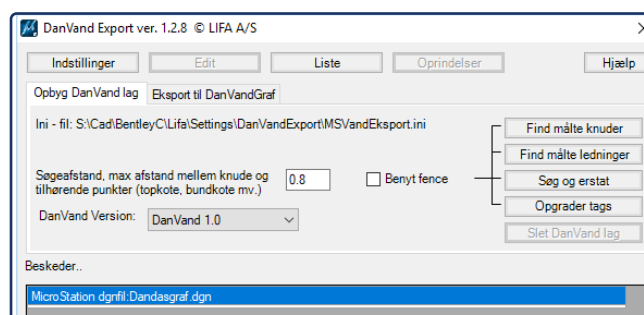 DanVand Export ver. 1.2.8 © LIFA A/S
Indstillinger
Edit
Liste
Oprindelser
Hjælp
Opbyg DanVand lag
Eksport til DanVandGraf
Ini - fil: S:\Cad\BentleyC\Lifa\Settings\DanVandExport\MSVandEksport.ini
Find målte knuder
Find målte ledninger
Søgeafstand, max afstand mellem knude og
tilhørende punkter (topkote, bundkote mv.)
0.8
Benyt fence
Søg og erstat
Opgrader tags
DanVand Version:
DanVand 1.0
Slet DanVand lag
Beskeder..
MicroStation dgnfil:Dandasgraf.dgn